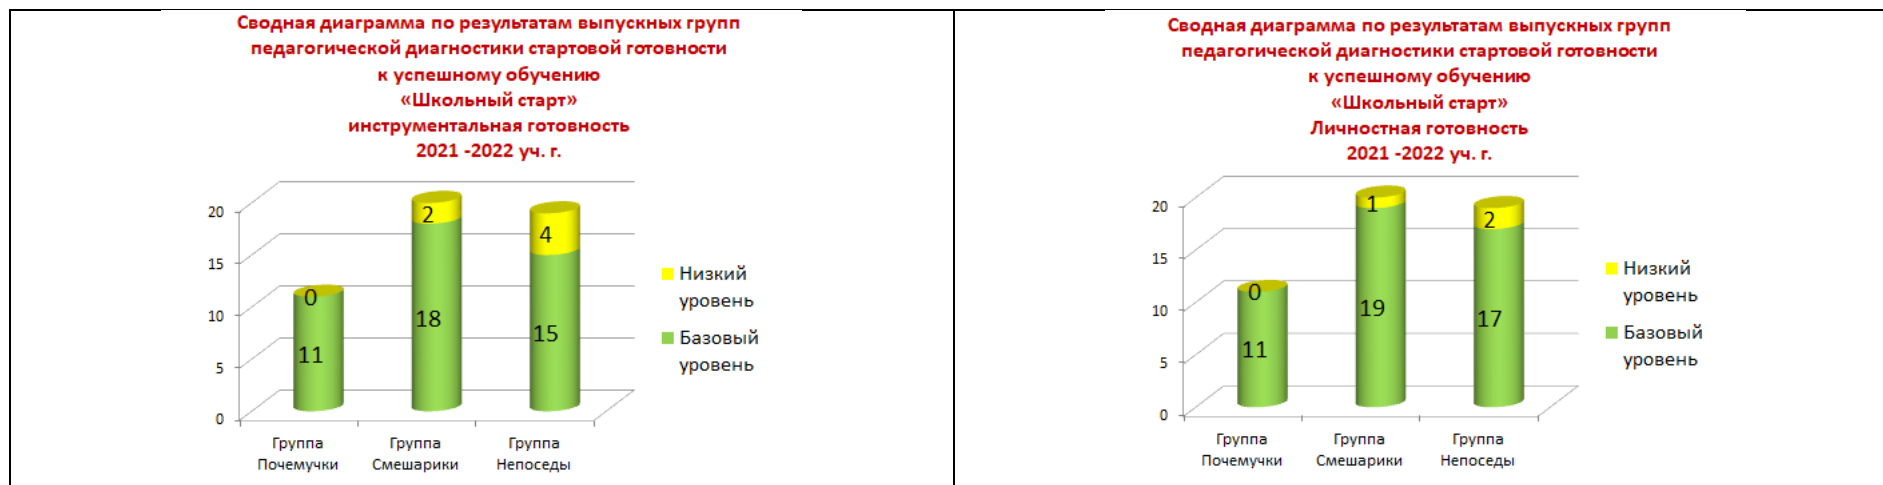 Сводная диаграмма по результатам выпускных групп
педагогической диагностики стартовой готовности
к успешному обучению
«Школьный старт»
инструментальная готовность
2021 -2022 уч. г.
20
15
10
5
0
0
11
2
18
4
15
Группа
Почемучки
Группа
Смешарики
Группа
Непоседы
Низкий
уровень
Базовый
уровень
Сводная диаграмма по результатам выпускных групп
педагогической диагностики стартовой готовности
к успешному обучению
«Школьный старт»
Личностная готовность
2021 -2022 уч. г.
20
15
10
5
0
0
11
1
19
2
17
Группа
Почемучки
Группа
Смешарики
Группа
Непоседы
Низкий
уровень
Базовый
уровень